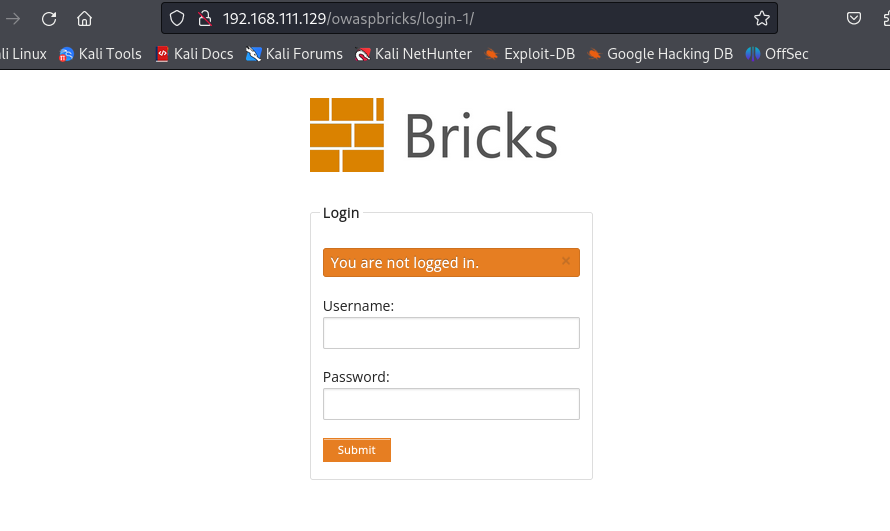 192.168.111.129/owaspbricks/login-1/
ali Linux Kali Tools Kali Docs Kali Forums Kali NetHunter Exploit-DB Google Hacking DB OffSec
Bricks
Login
You are not logged in. ×
Username:
Password:
Submit